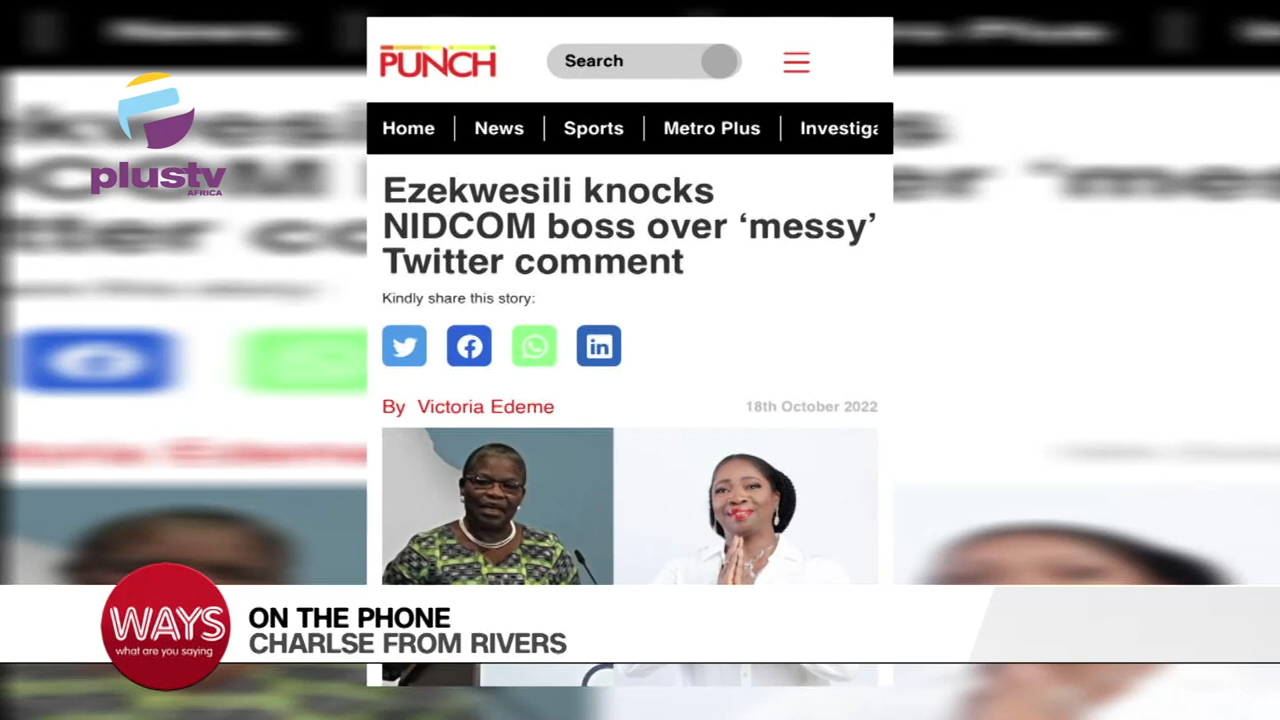 PUNCH
Search
Home
News
Sports
Metro Plus
Investiga
plustv
AFRICA
Ezekwesili knocks
NIDCOM boss over ‘messy’
Twitter comment
Kindly share this story:
in
By Victoria Edeme
18th October 2022
WAYS
what are you saying
ON THE PHONE
CHARLSE FROM RIVERS